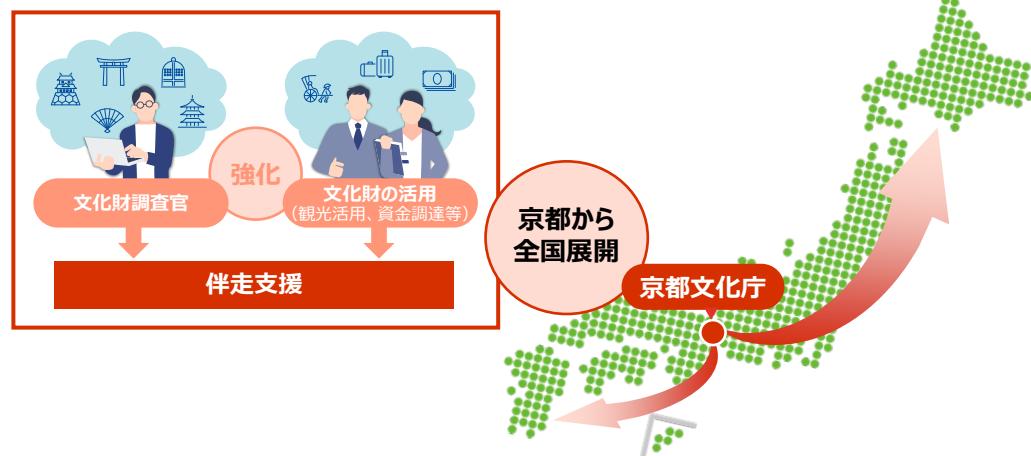 強化
文化財調査官
文化財の活用
（観光活用、資金調達等）
伴走支援
京都から
全国展開
京都文化庁